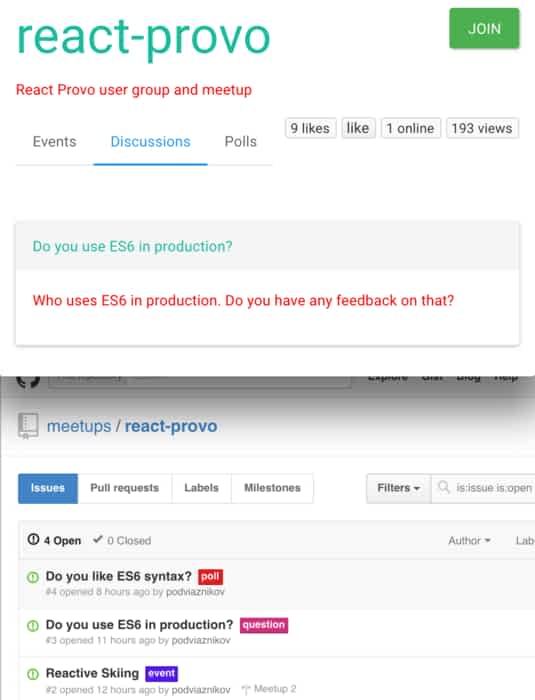 react-provo
JOIN
React Provo user group and meetup
Events Discussions Polls 9 likes like 1 online 193 views
Do you use ES6 in production?
Who uses ES6 in production. Do you have any feedback on that?
Explore Gist Blog Help
meetups / react-provo
Issues Pull requests Labels Milestones Filters is:issue is:open
4 Open 0 Closed Author Lab
Do you like ES6 syntax? poll
#4 opened 8 hours ago by podviaznikov
Do you use ES6 in production? question
#3 opened 11 hours ago by podviaznikov
Reactive Skiing event
#2 opened 12 hours ago by podviaznikov Meetup 2